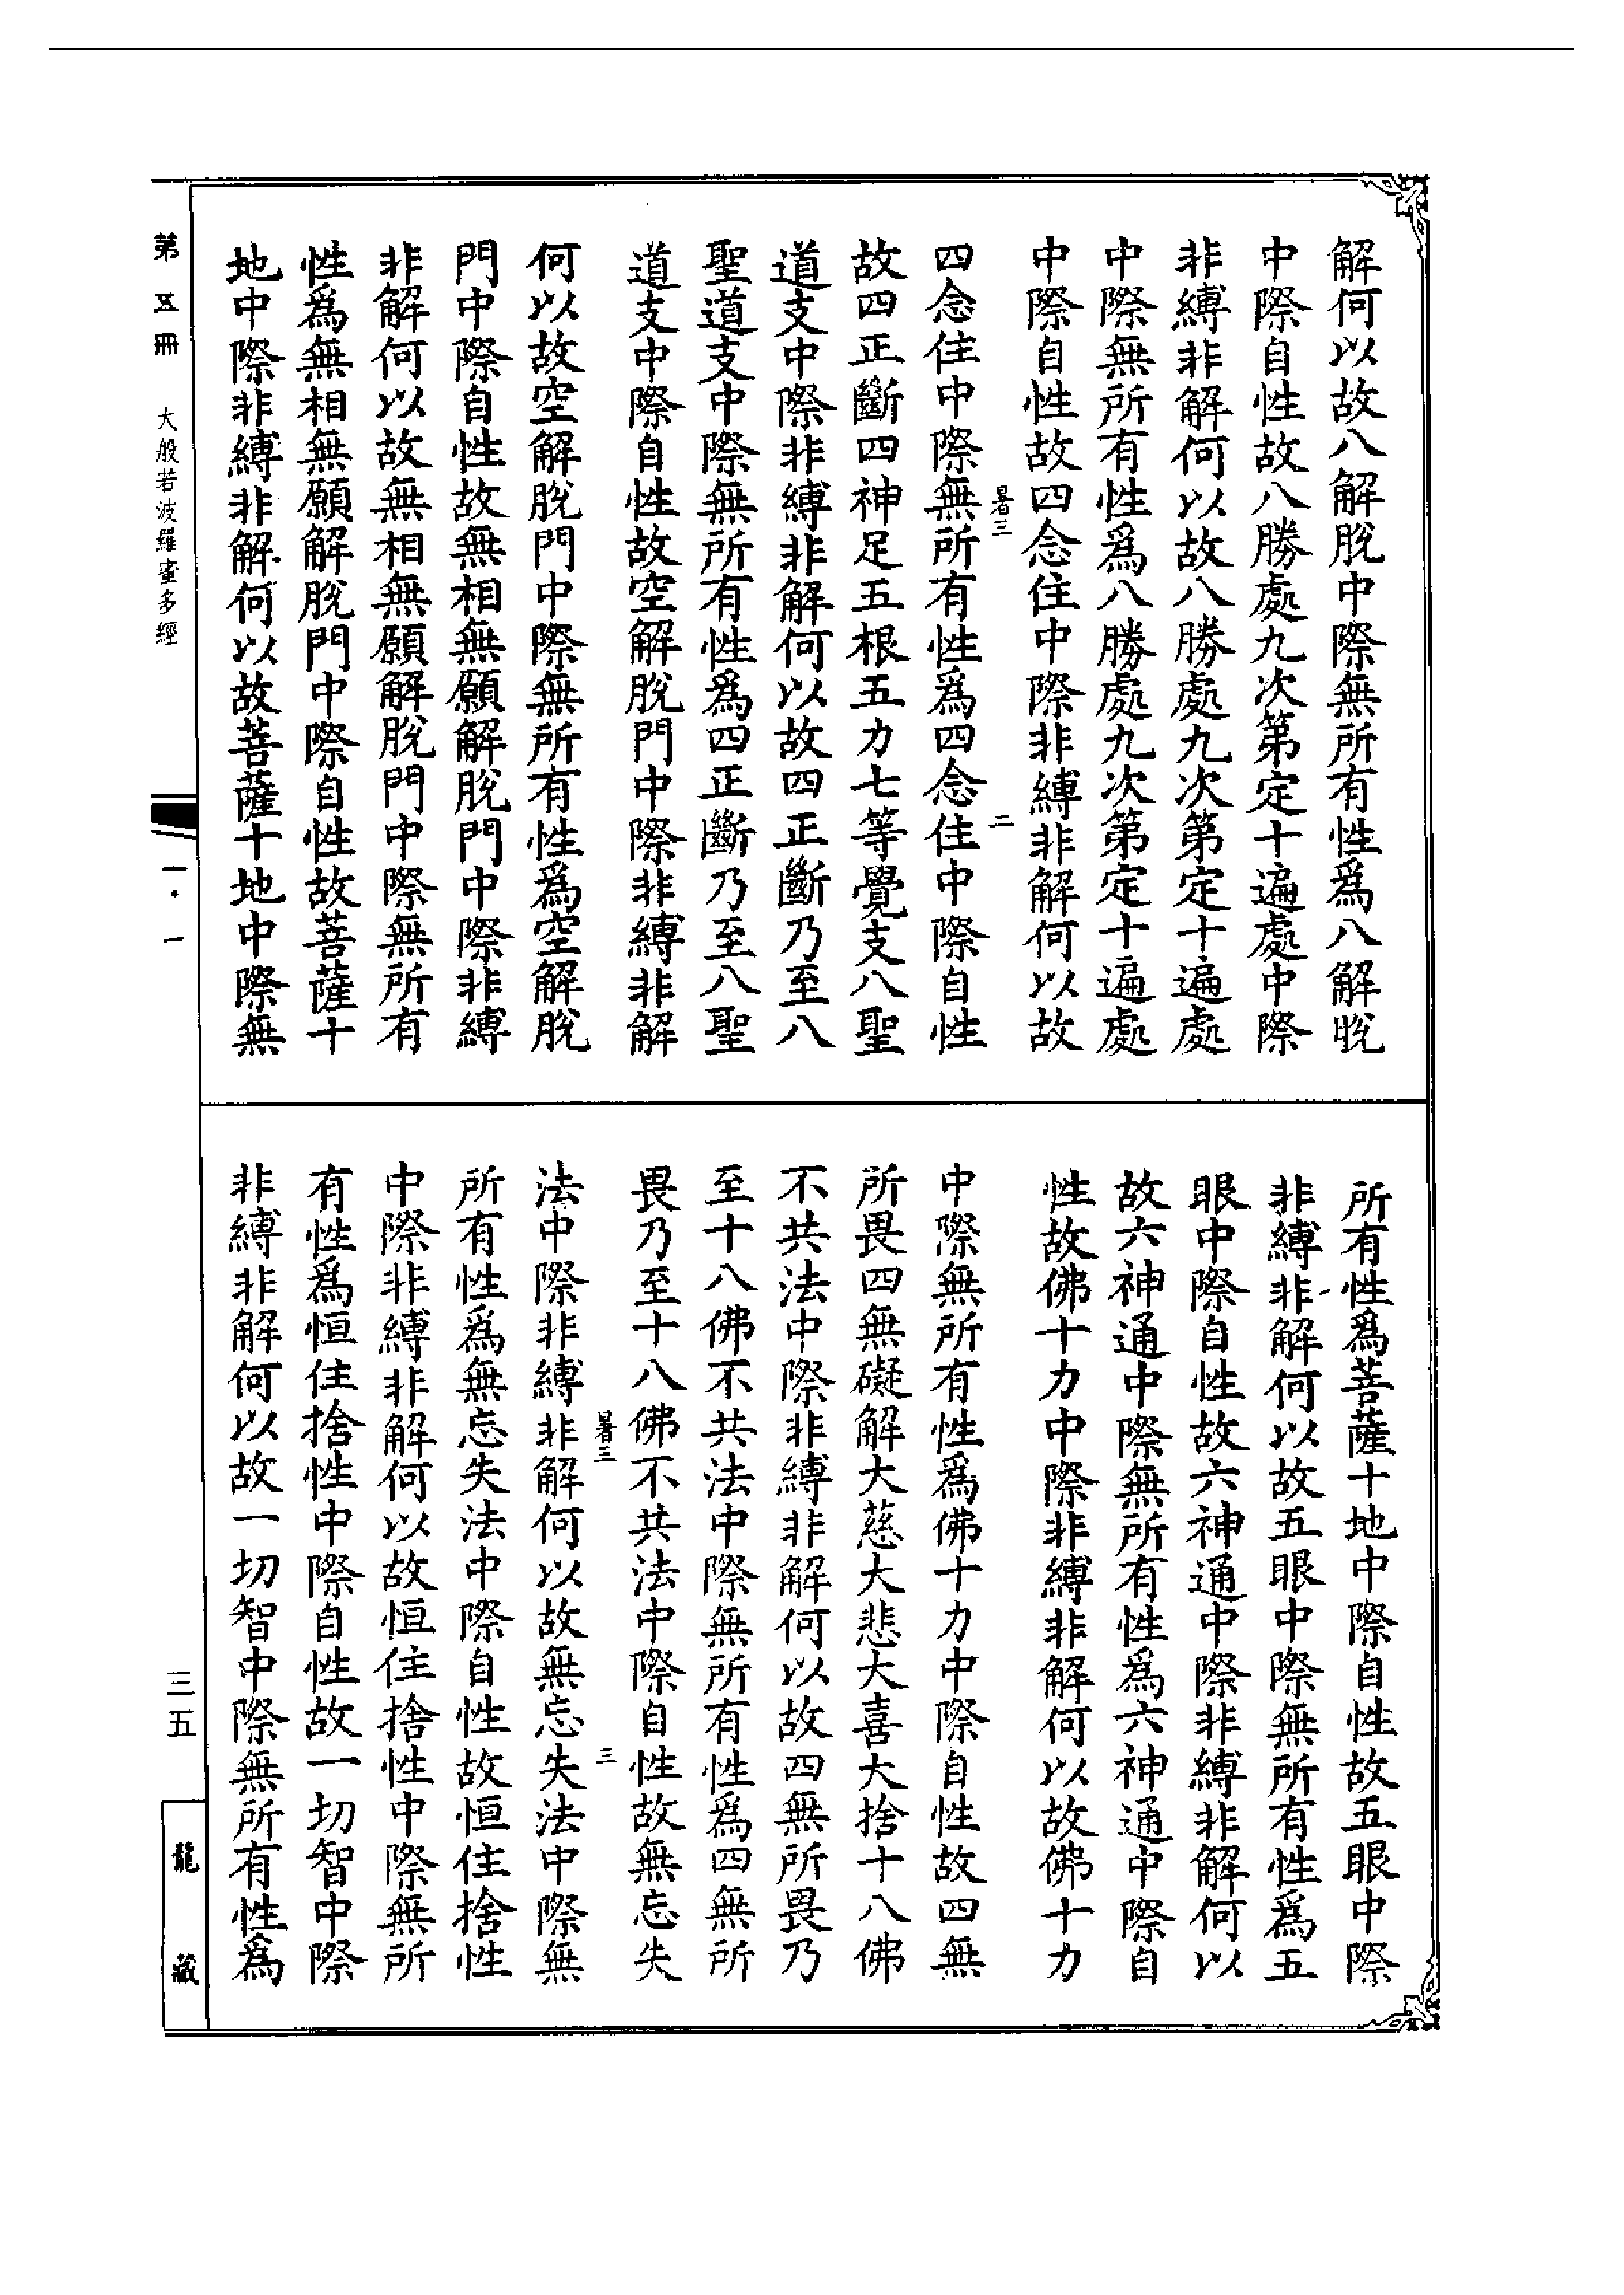 解何以故八解脫中際無所有性爲八解脫
中際自性故八勝處九次第定十遍處中際
非縛非解何以故八勝處九次第定十遍處
中際無所有性爲八勝處九次第定十遍處
中際自性故四念住中際非縛非解何以故
暑三 二
四念住中際無所有性爲四念住中際自性
故四正斷四神足五根五力七等覺支八聖
道支中際非縛非解何以故四正斷乃至八
聖道支中際無所有性爲四正斷乃至八聖
道支中際自性故空解脫門中際非縛非解
何以故空解脫門中際無所有性爲空解脫
門中際自性故無相無願解脫門中際非縛
非解何以故無相無願解脫門中際無所有
性爲無相無願解脫門中際自性故菩薩十
地中際非縛非解何以故菩薩十地中際無
所有性爲菩薩十地中際自性故五眼中際
非縛非解何以故五眼中際無所有性爲五
眼中際自性故六神通中際非縛非解何以
故六神通中際無所有性爲六神通中際自
性故佛十力中際非縛非解何以故佛十力
中際無所有性爲佛十力中際自性故四無
所畏四無礙解大慈大悲大喜大捨十八佛
不共法中際非縛非解何以故四無所畏乃
至十八佛不共法中際無所有性爲四無所
畏乃至十八佛不共法中際自性故無忘失
暑三 三
法中際非縛非解何以故無忘失法中際無
所有性爲無忘失法中際自性故恒住捨性
中際非縛非解何以故恒住捨性中際無所
有性爲恒住捨性中際自性故一切智中際
非縛非解何以故一切智中際無所有性爲
第五冊 大般若波羅蜜多經
一·一
三五
龍藏